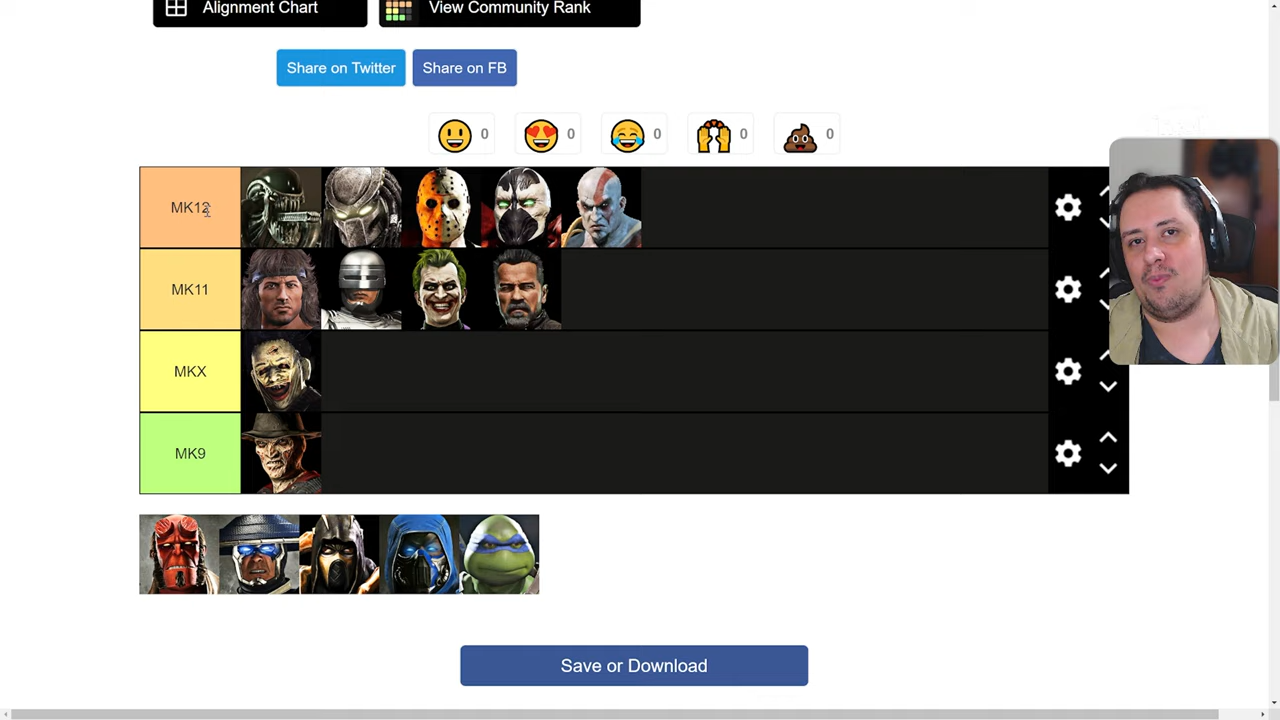 Alignment Chart
View Community Rank
Share on Twitter
Share on FB
0
0
0
0
0
MK12
MK11
MKX
MK9
Save or Download